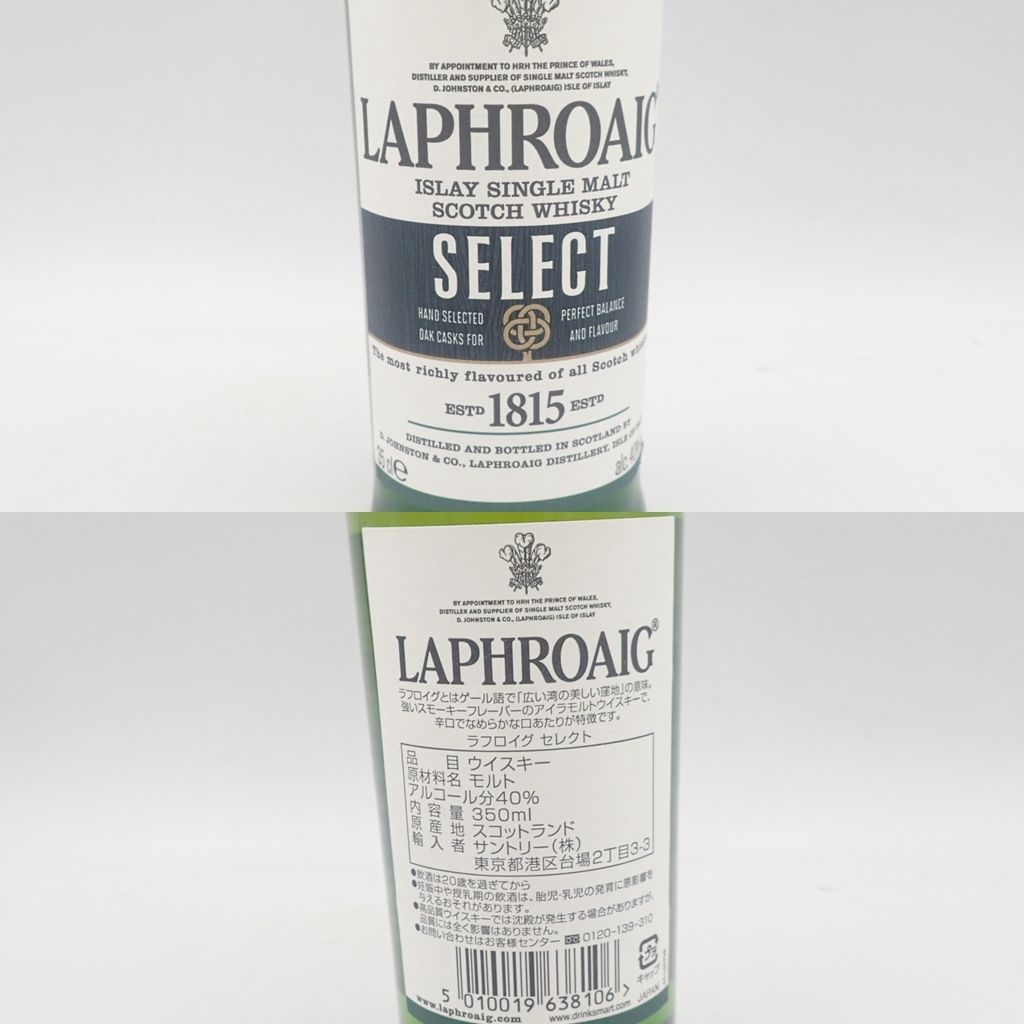 BY APPOINTMENT TO HRH THE PRINCE OF WALES,
DISTILLER AND SUPPLIER OF SINGLE MALT SCOTCH WHISKY,
D. JOHNSTON & CO., (LAPHROAIG) ISLE OF ISLAY
LAPHROAIG®
ISLAY SINGLE MALT
SCOTCH WHISKY
SELECT
HAND SELECTED
OAK CASKS FOR
PERFECT BALANCE
AND FLAVOUR
The most richly flavoured of all Scotch
ESTD 1815 ESTD
DISTILLED AND BOTTLED IN SCOTLAND BY
D. JOHNSTON & CO., LAPHROAIG DISTILLERY, ISLE OF
35 cl e
alc.
BY APPOINTMENT TO HRH THE PRINCE OF WALES,
DISTILLER AND SUPPLIER OF SINGLE MALT SCOTCH WHISKY,
D. JOHNSTON & CO., (LAPHROAIG) ISLE OF ISLAY
LAPHROAIG®
ラフロイグとはゲール語で「広い湾の美しい窪地」の意味。
強いスモーキーフレーバーのアイラモルトウイスキーで、
辛口でなめらかな口あたりが特徴です。
ラフロイグ セレクト
品目 ウイスキー
原材料名 モルト
アルコール分40%
内容量 350ml
原産地 スコットランド
輸入者 サントリー(株)
東京都港区台場2丁目3-3
●飲酒は20歳を過ぎてから
●妊娠中や授乳期の飲酒は、胎児・乳児の発育に悪影響を
与えるおそれがあります。
●高品質ウイスキーでは沈殿が発生する場合がありますが、
品質には全く影響はありません。
●お問い合わせはお客様センター 0120-139-310
キャップ
5 010019 638106 >
JAPAN
www.laphroaig.com
www.drinksmart.com